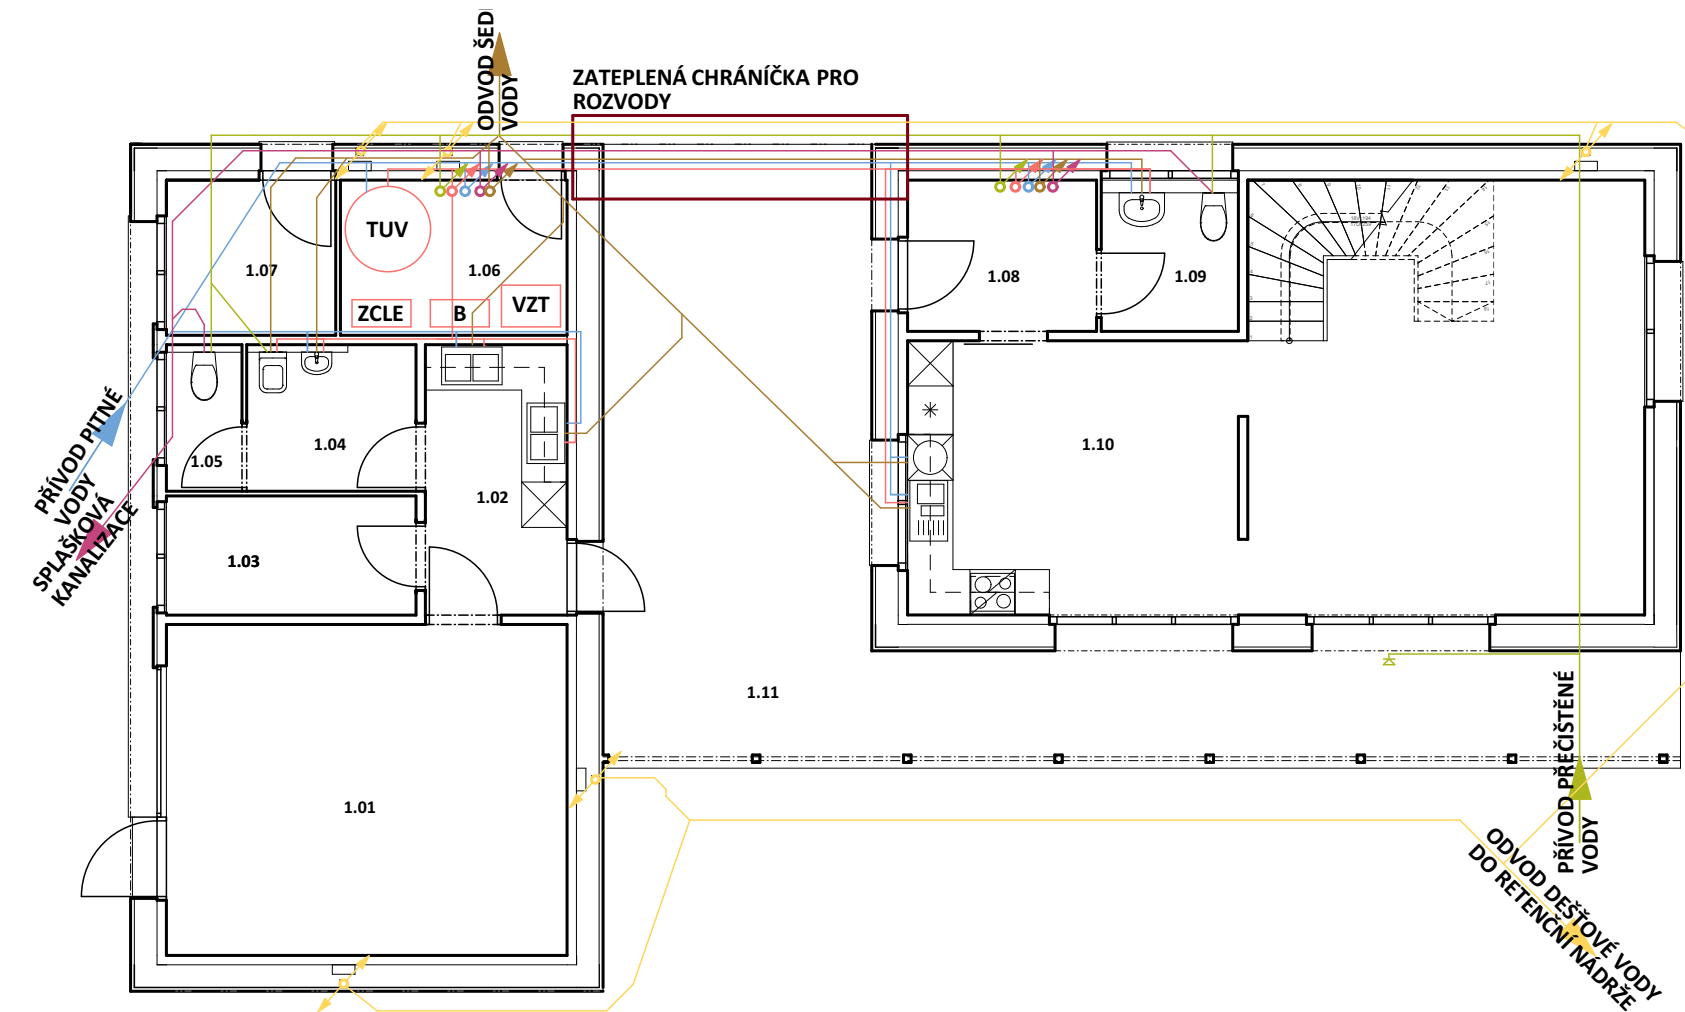 ODVOD ŠEDÉ
VODY
ZATEPLENÁ CHRÁNÍČKA PRO
ROZVODY
TUV
1.07
1.06
ZCLE
B
VZT
1.08
1.09
PŘÍVOD PITNÉ
VODY
SPLAŠKOVÁ
KANALIZACE
1.05
1.04
1.02
1.10
1.03
1.11
1.01
PŘÍVOD PŘEČIŠTĚNÉ
VODY
ODVOD DEŠŤOVÉ VODY
DO RETENČNÍ NÁDRŽE